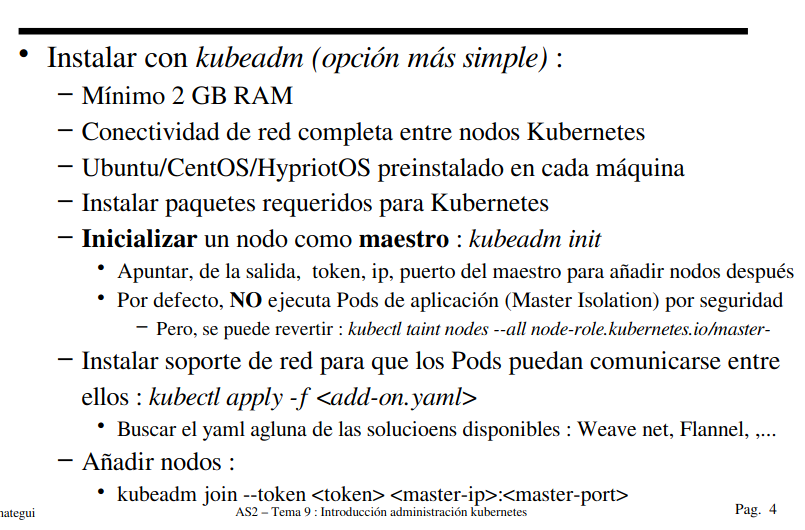 • Instalar con kubeadm (opción más simple) :
– Mínimo 2 GB RAM
– Conectividad de red completa entre nodos Kubernetes
– Ubuntu/CentOS/HypriotOS preinstalado en cada máquina
– Instalar paquetes requeridos para Kubernetes
– Inicializar un nodo como maestro : kubeadm init
• Apuntar, de la salida, token, ip, puerto del maestro para añadir nodos después
• Por defecto, NO ejecuta Pods de aplicación (Master Isolation) por seguridad
– Pero, se puede revertir : kubectl taint nodes --all node-role.kubernetes.io/master-
– Instalar soporte de red para que los Pods puedan comunicarse entre
ellos : kubectl apply -f <add-on.yaml>
• Buscar el yaml agluna de las solucioens disponibles : Weave net, Flannel, ,...
– Añadir nodos :
• kubeadm join --token <token> <master-ip>:<master-port>
nategui AS2 – Tema 9 : Introducción administración kubernetes Pag. 4